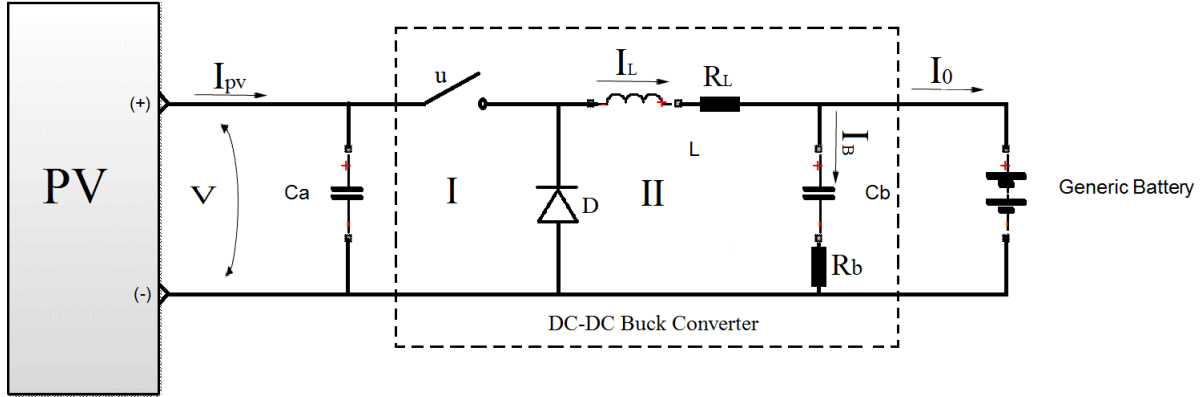 PV
(+)
(-)
Ipv
V
Ca
u
I
D
II
IL
RL
L
IB
Cb
Rb
I0
Generic Battery
DC-DC Buck Converter